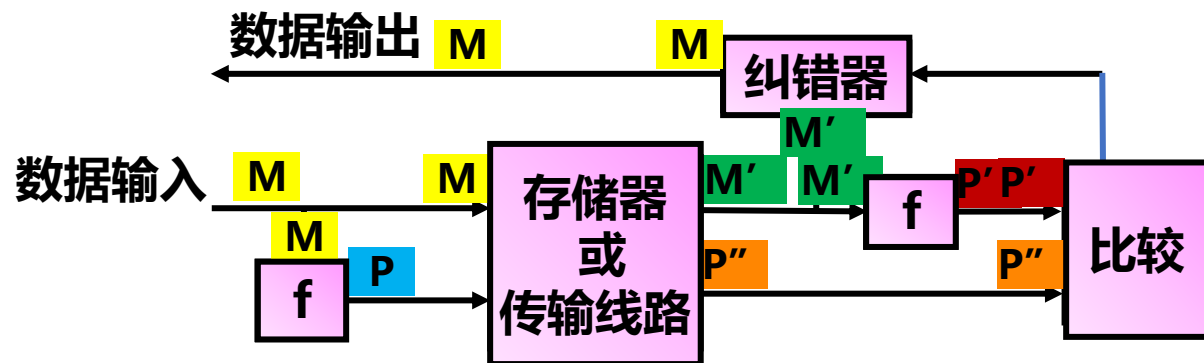 数据输出 M M
纠错器
M′
数据输入 M M
存储器
或
传输线路
M′ M′ P′ P′
f
比较
M
f
P
P″ P″